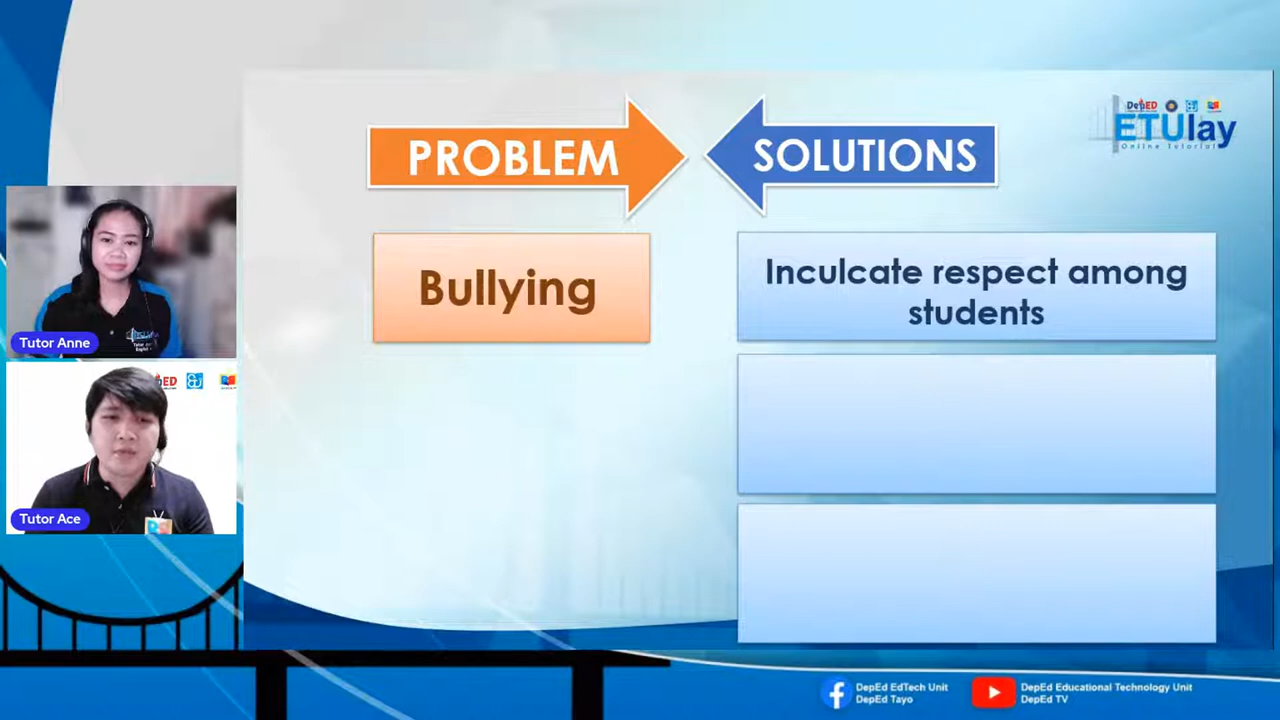 PROBLEM
SOLUTIONS
DepED
ETUlay
Online Tutorial
Bullying
Inculcate respect among
students
Tutor Anne
ED
Tutor Ace
DepEd EdTech Unit
DepEd Tayo
DepEd Educational Technology Unit
DepEd TV